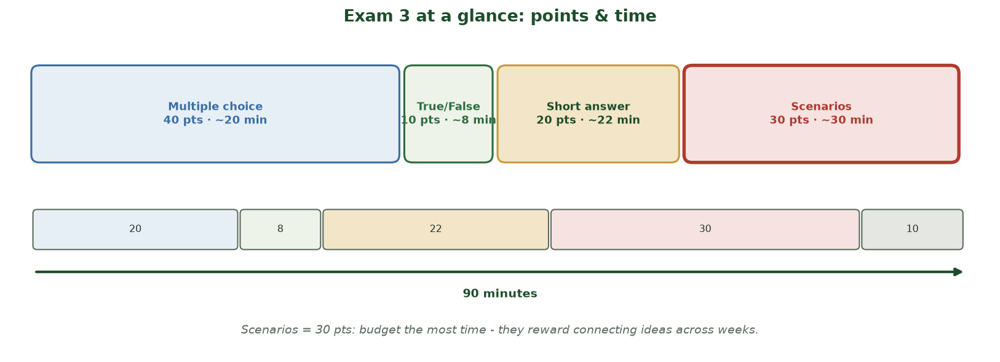 Exam 3 at a glance: points & time
Multiple choice
40 pts · ~20 min
True/False
10 pts · ~8 min
Short answer
20 pts · ~22 min
Scenarios
30 pts · ~30 min
20
8
22
30
10
90 minutes
Scenarios = 30 pts: budget the most time - they reward connecting ideas across weeks.